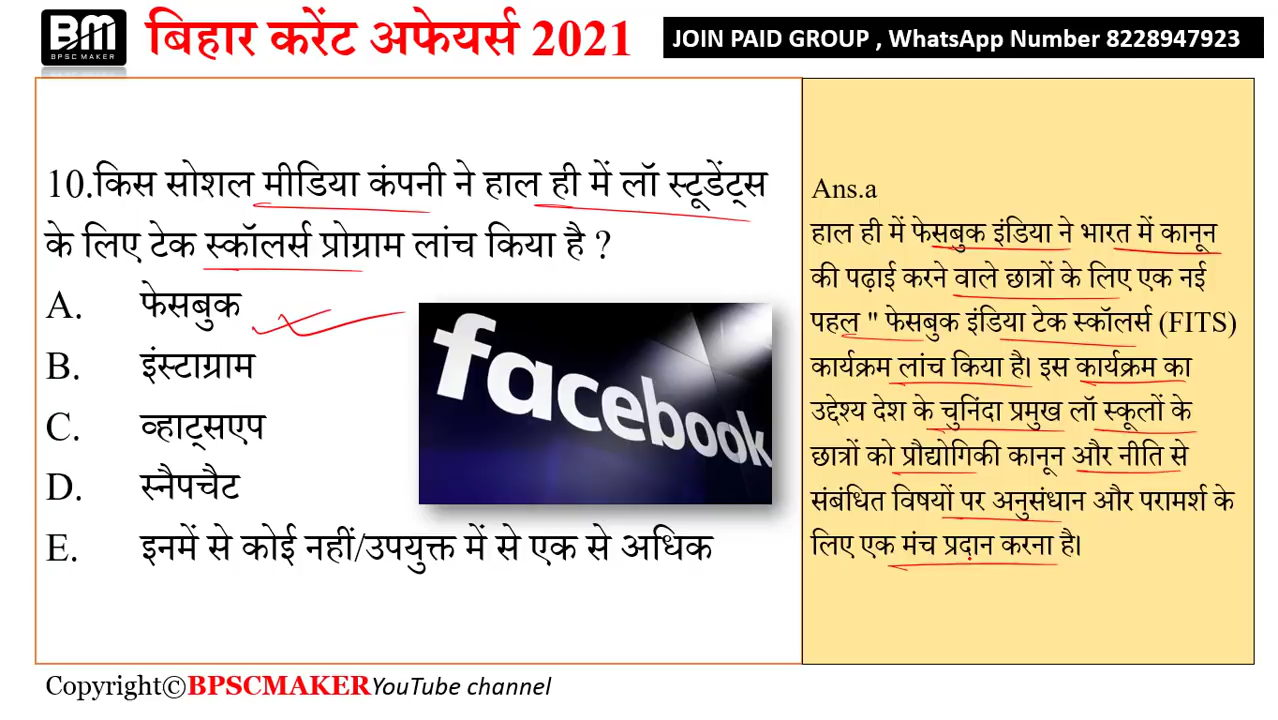 BM
BPSC MAKER
बिहार करेंट अफेयर्स 2021
JOIN PAID GROUP , WhatsApp Number 8228947923
10.किस सोशल मीडिया कंपनी ने हाल ही में लॉ स्टूडेंट्स
के लिए टेक स्कॉलर्स प्रोग्राम लांच किया है ?
A. फेसबुक
B. इंस्टाग्राम
C. व्हाट्सएप
D. स्नैपचैट
E. इनमें से कोई नहीं/उपयुक्त में से एक से अधिक
facebook
Ans.a
हाल ही में फेसबुक इंडिया ने भारत में कानून
की पढ़ाई करने वाले छात्रों के लिए एक नई
पहल " फेसबुक इंडिया टेक स्कॉलर्स (FITS)
कार्यक्रम लांच किया है। इस कार्यक्रम का
उद्देश्य देश के चुनिंदा प्रमुख लॉ स्कूलों के
छात्रों को प्रौद्योगिकी कानून और नीति से
संबंधित विषयों पर अनुसंधान और परामर्श के
लिए एक मंच प्रदान करना है।
Copyright©BPSCMAKERYouTube channel